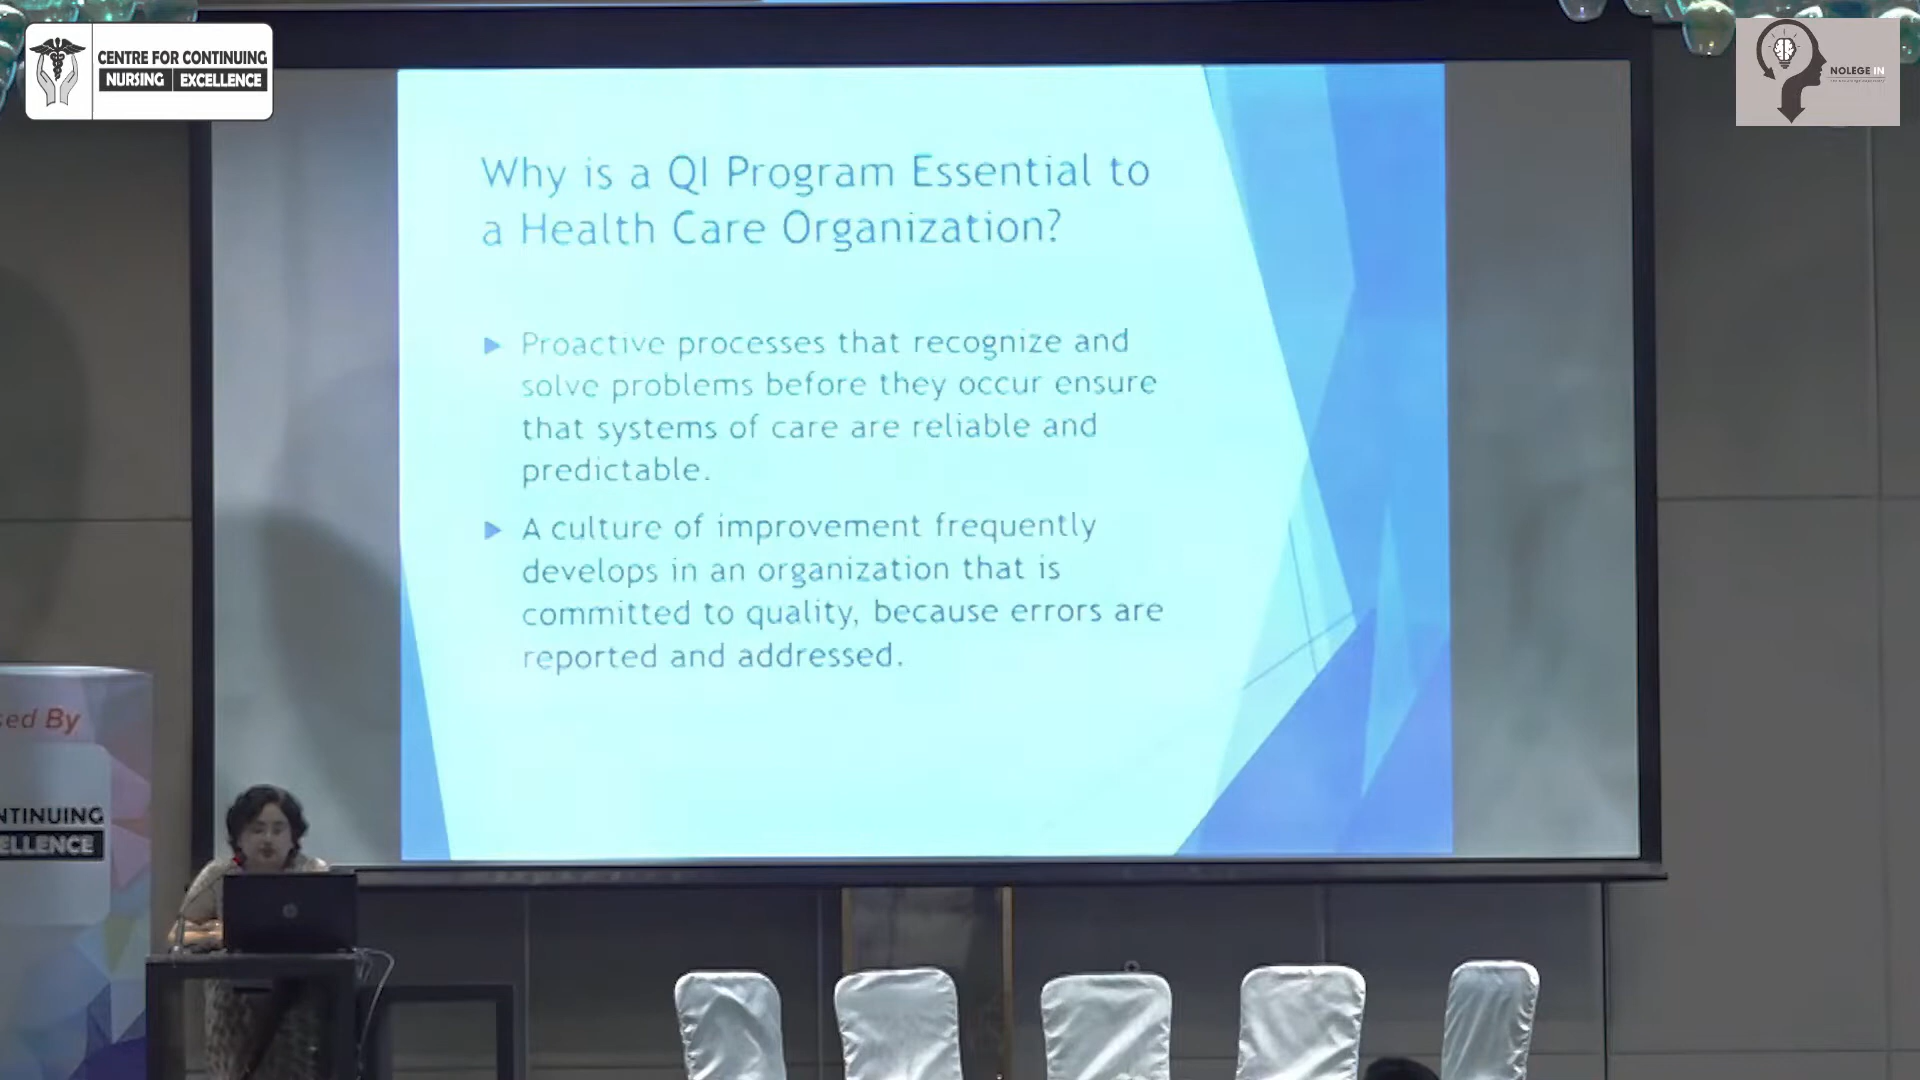 CENTRE FOR CONTINUING
NURSING EXCELLENCE
NOLEGE IN
Why is a QI Program Essential to
a Health Care Organization?
Proactive processes that recognize and
solve problems before they occur ensure
that systems of care are reliable and
predictable.
A culture of improvement frequently
develops in an organization that is
committed to quality, because errors are
reported and addressed.
sed By
NTINUING
ELLENCE